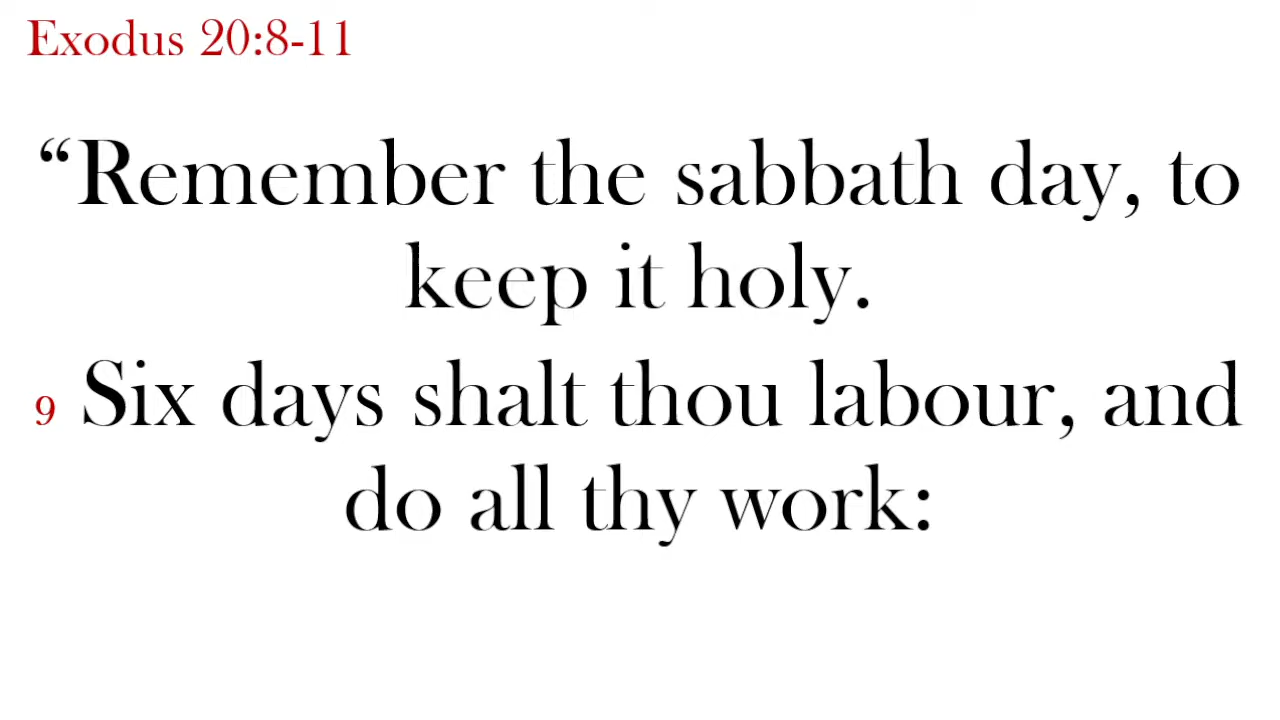 Exodus 20:8-11
“Remember the sabbath day, to
keep it holy.
9 Six days shalt thou labour, and
do all thy work: